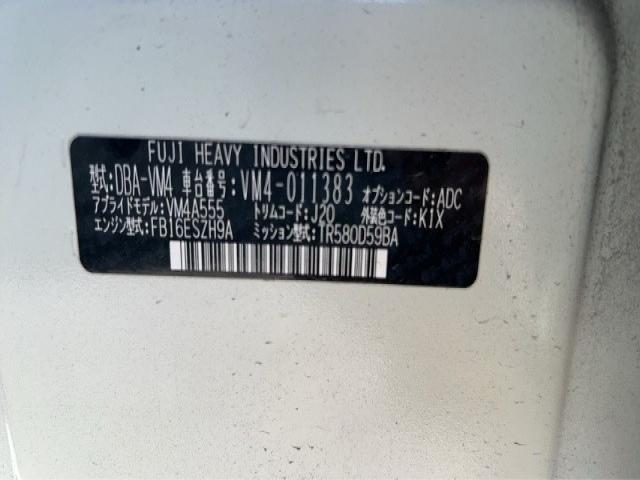 FUJI HEAVY INDUSTRIES LTD.
型式:DBA-VM4 車台番号:VM4-011383 オプションコード:ADC
アプライドモデル:VM4A555 トリムコード:J20 外装色コード:K1X
エンジン型式:FB16ESZH9A ミッション型式:TR580D59BA